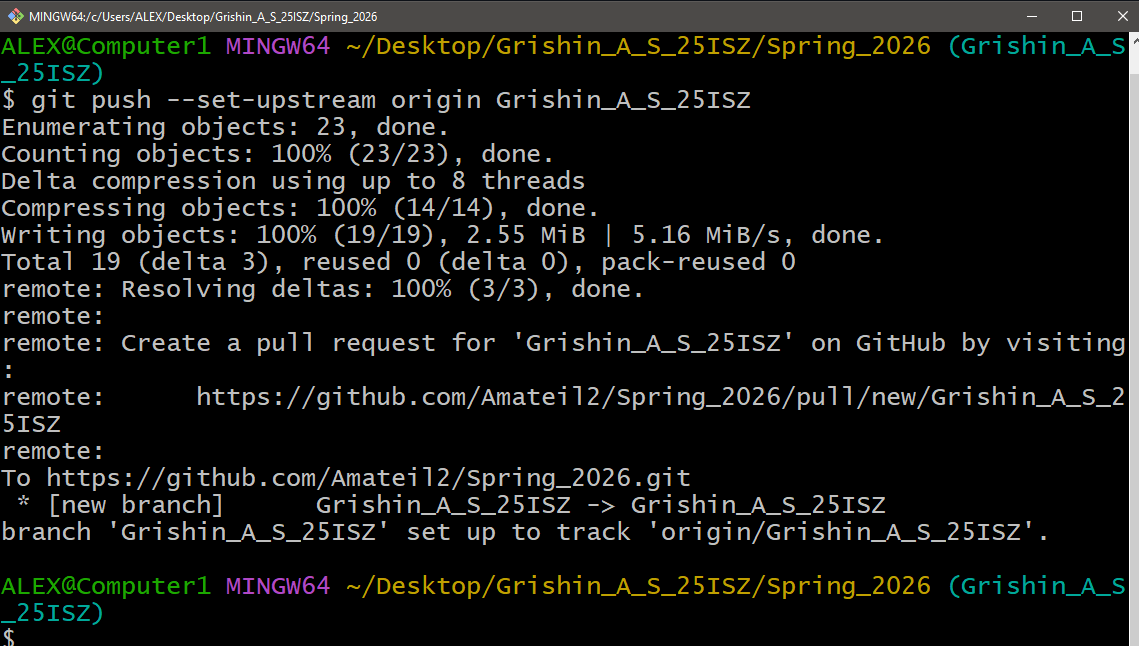 MINGW64:/c/Users/ALEX/Desktop/Grishin_A_S_25ISZ/Spring_2026
ALEX@Computer1 MINGW64 ~/Desktop/Grishin_A_S_25ISZ/Spring_2026 (Grishin_A_S
_25ISZ)
$ git push --set-upstream origin Grishin_A_S_25ISZ
Enumerating objects: 23, done.
Counting objects: 100% (23/23), done.
Delta compression using up to 8 threads
Compressing objects: 100% (14/14), done.
Writing objects: 100% (19/19), 2.55 MiB | 5.16 MiB/s, done.
Total 19 (delta 3), reused 0 (delta 0), pack-reused 0
remote: Resolving deltas: 100% (3/3), done.
remote:
remote: Create a pull request for 'Grishin_A_S_25ISZ' on GitHub by visiting
:
remote:      https://github.com/Amateil2/Spring_2026/pull/new/Grishin_A_S_2
5ISZ
remote:
To https://github.com/Amateil2/Spring_2026.git
 * [new branch]      Grishin_A_S_25ISZ -> Grishin_A_S_25ISZ
branch 'Grishin_A_S_25ISZ' set up to track 'origin/Grishin_A_S_25ISZ'.
ALEX@Computer1 MINGW64 ~/Desktop/Grishin_A_S_25ISZ/Spring_2026 (Grishin_A_S
_25ISZ)
$